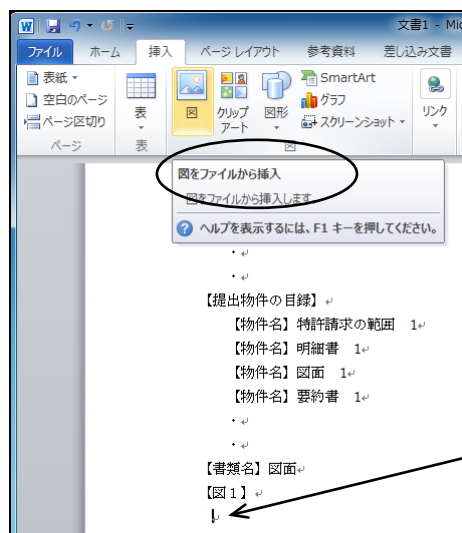 文書1 - Mic
ファイル ホーム 挿入 ページ レイアウト 参考資料 差し込み文書
表紙
空白のページ
ページ区切り
ページ
表
表
図
クリップ
アート
図形
SmartArt
グラフ
スクリーンショット
図
リンク
図をファイルから挿入
図をファイルから挿入します。
ヘルプを表示するには、F1 キーを押してください。
・
・
【提出物件の目録】
【物件名】特許請求の範囲 1
【物件名】明細書 1
【物件名】図面 1
【物件名】要約書 1
・
・
【書類名】図面
【図1】